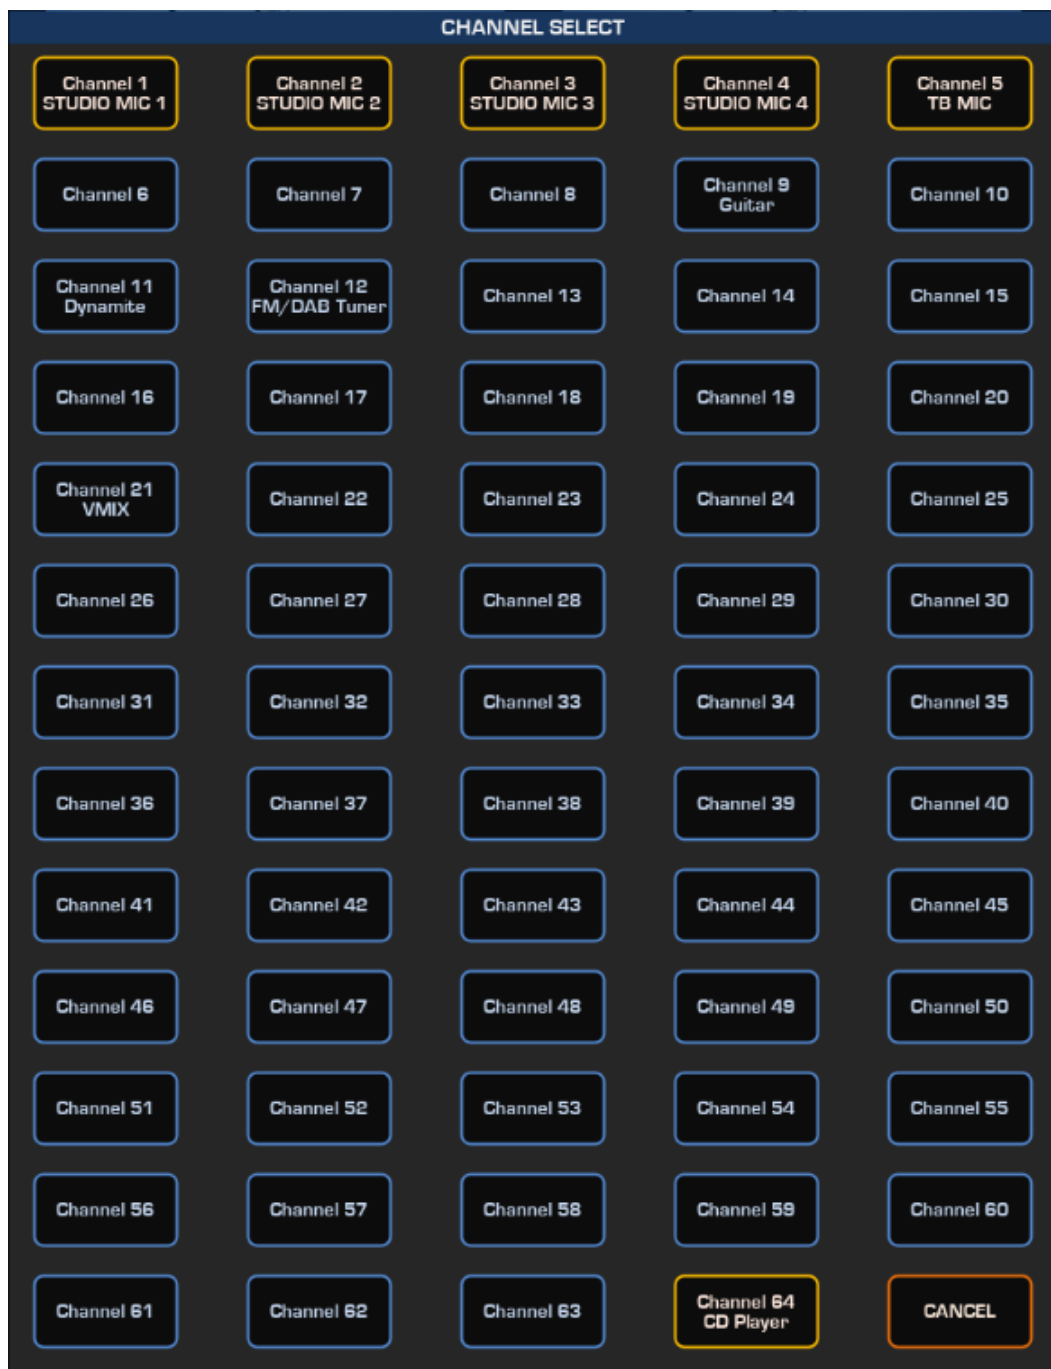 CHANNEL SELECT
Channel 1
STUDIO MIC 1
Channel 2
STUDIO MIC 2
Channel 3
STUDIO MIC 3
Channel 4
STUDIO MIC 4
Channel 5
TB MIC
Channel 6
Channel 7
Channel 8
Channel 9
Guitar
Channel 10
Channel 11
Dynamite
Channel 12
FM/DAB Tuner
Channel 13
Channel 14
Channel 15
Channel 16
Channel 17
Channel 18
Channel 19
Channel 20
Channel 21
VMIX
Channel 22
Channel 23
Channel 24
Channel 25
Channel 26
Channel 27
Channel 28
Channel 29
Channel 30
Channel 31
Channel 32
Channel 33
Channel 34
Channel 35
Channel 36
Channel 37
Channel 38
Channel 39
Channel 40
Channel 41
Channel 42
Channel 43
Channel 44
Channel 45
Channel 46
Channel 47
Channel 48
Channel 49
Channel 50
Channel 51
Channel 52
Channel 53
Channel 54
Channel 55
Channel 56
Channel 57
Channel 58
Channel 59
Channel 60
Channel 61
Channel 62
Channel 63
Channel 64
CD Player
CANCEL